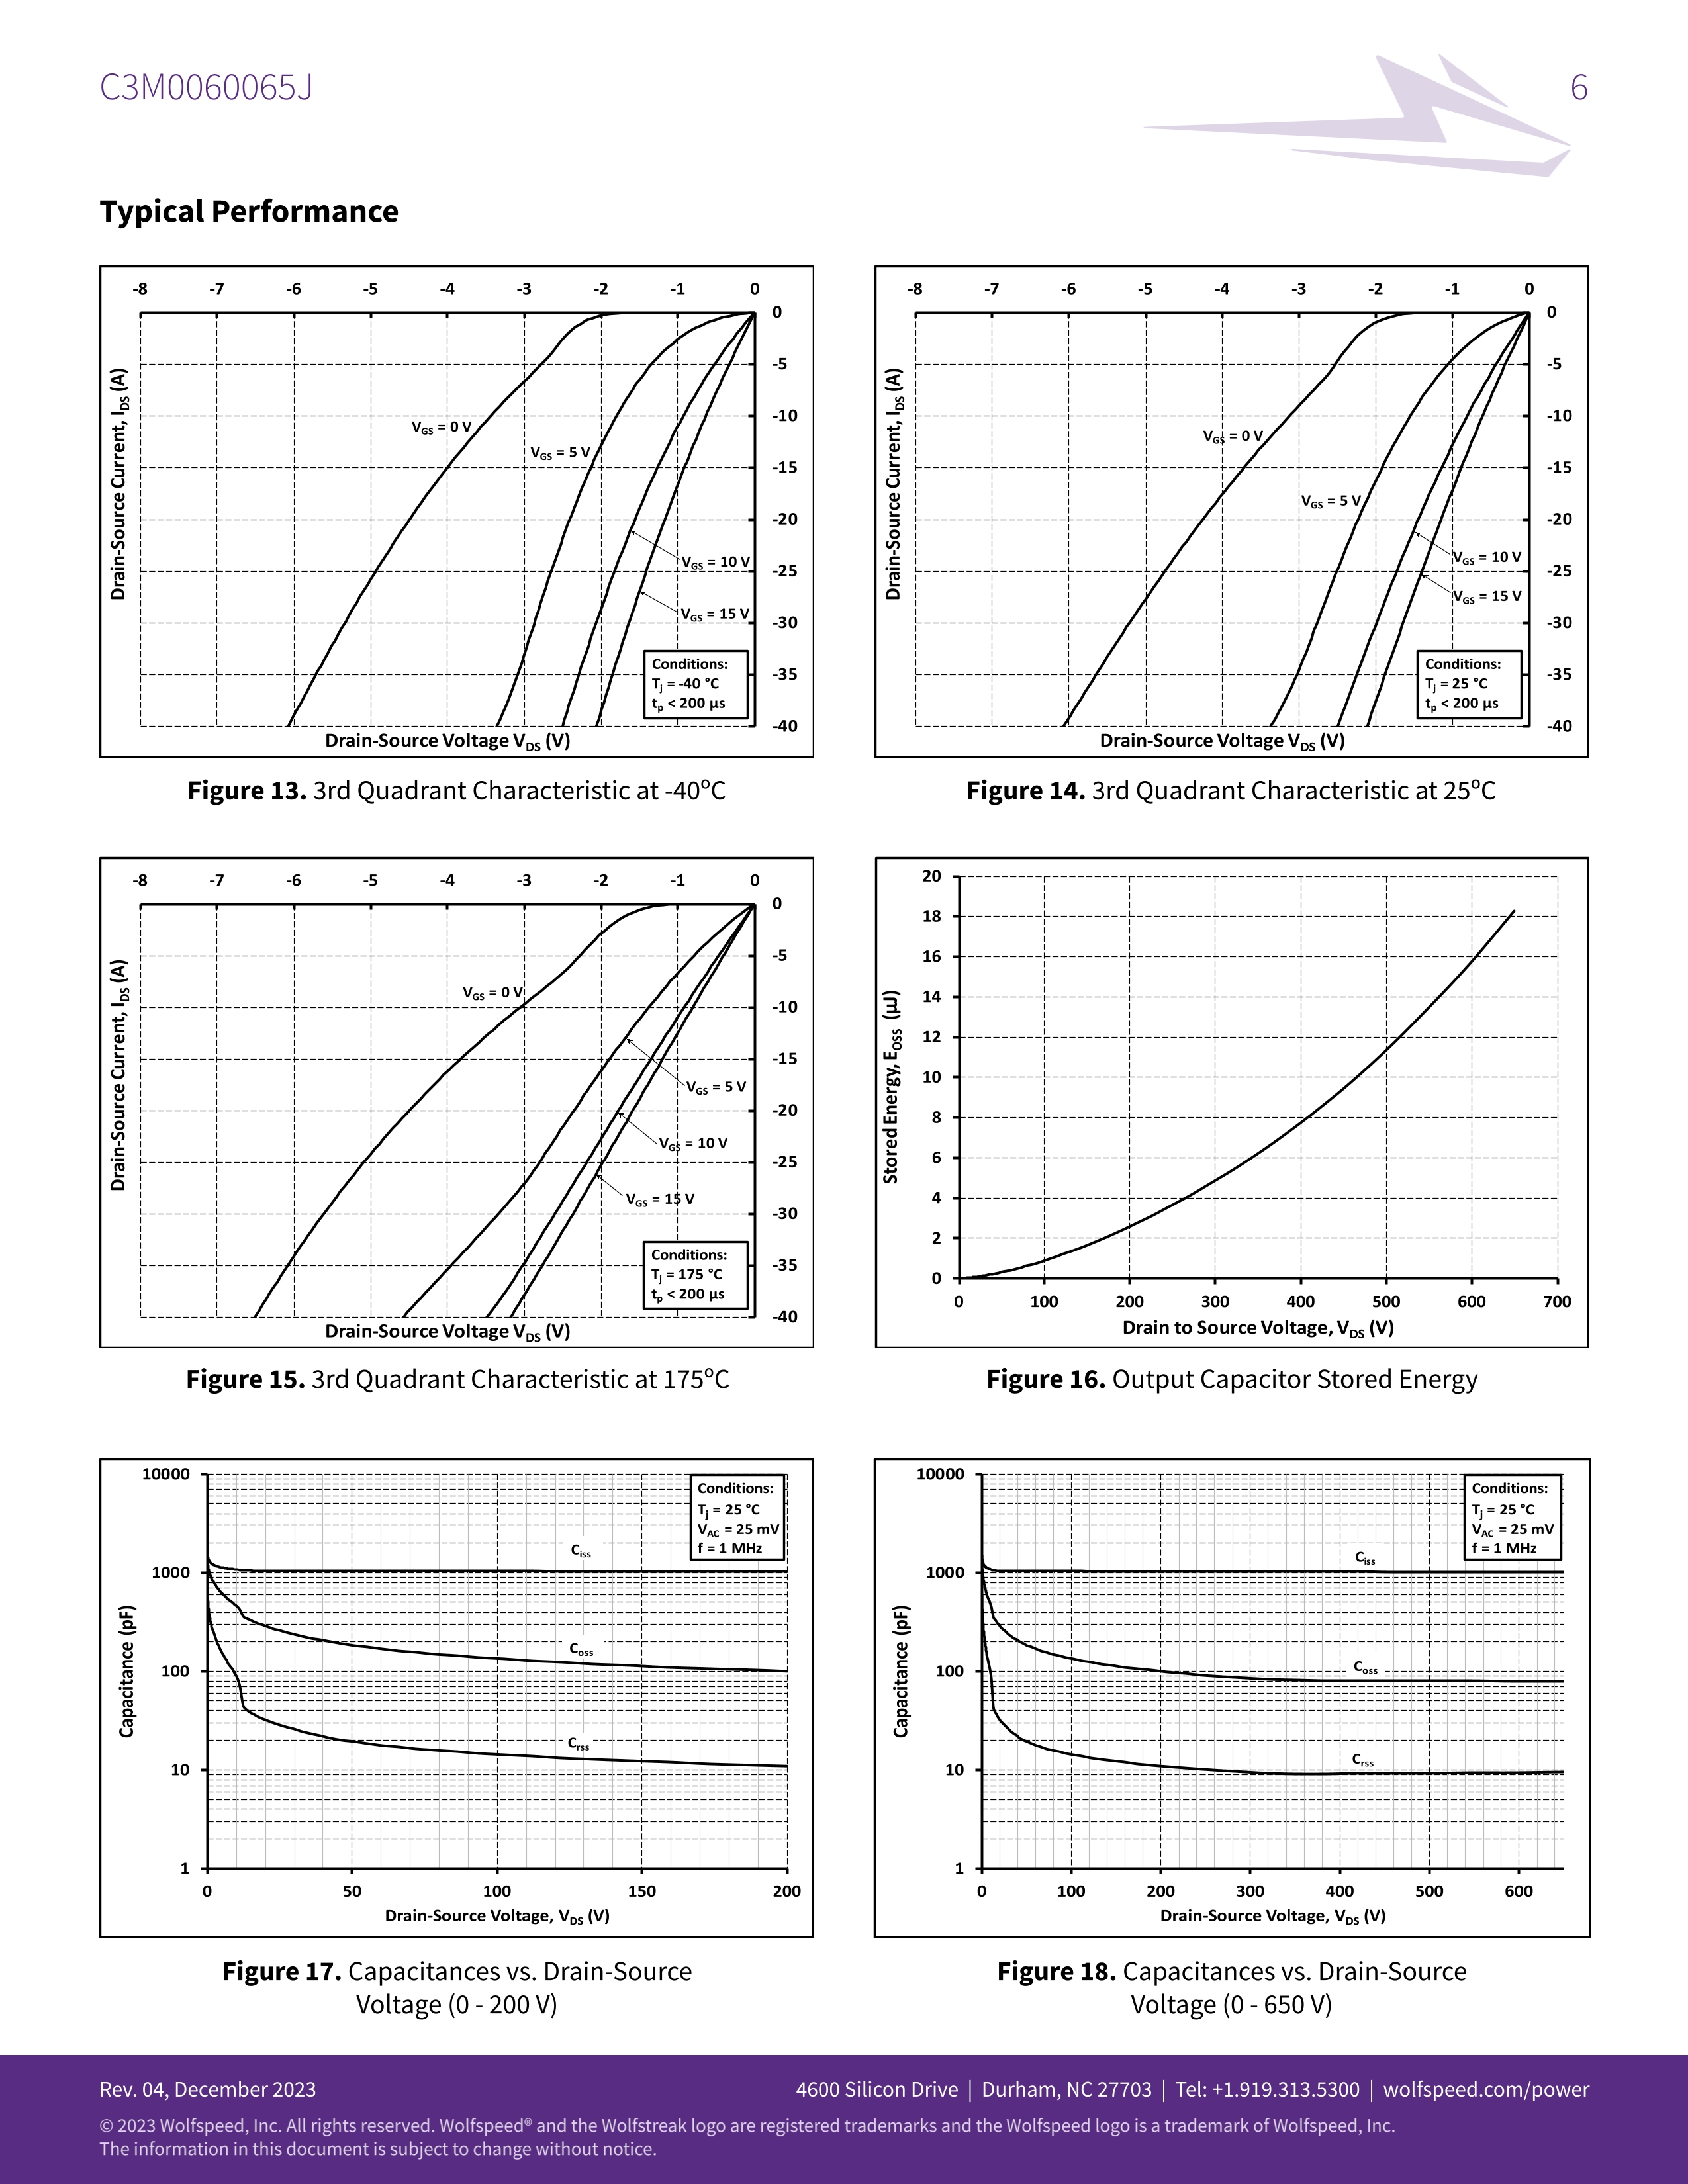 C3M0060065J
6
Typical Performance
-8 -7 -6 -5 -4 -3 -2 -1 0
0
-5
-10
-15
-20
-25
-30
-35
-40
Drain-Source Current, IDS (A)
VGS = 0 V
VGS = 5 V
VGS = 10 V
VGS = 15 V
Conditions:
Tj = -40 °C
tp < 200 µs
Drain-Source Voltage VDS (V)
Figure 13. 3rd Quadrant Characteristic at -40ºC
-8 -7 -6 -5 -4 -3 -2 -1 0
0
-5
-10
-15
-20
-25
-30
-35
-40
Drain-Source Current, IDS (A)
VGS = 0 V
VGS = 5 V
VGS = 10 V
VGS = 15 V
Conditions:
Tj = 25 °C
tp < 200 µs
Drain-Source Voltage VDS (V)
Figure 14. 3rd Quadrant Characteristic at 25ºC
-8 -7 -6 -5 -4 -3 -2 -1 0
0
-5
-10
-15
-20
-25
-30
-35
-40
Drain-Source Current, IDS (A)
VGS = 0 V
VGS = 5 V
VGS = 10 V
VGS = 15 V
Conditions:
Tj = 175 °C
tp < 200 µs
Drain-Source Voltage VDS (V)
Figure 15. 3rd Quadrant Characteristic at 175ºC
20
18
16
14
12
10
8
6
4
2
0
Stored Energy, EOSS (µJ)
0 100 200 300 400 500 600 700
Drain to Source Voltage, VDS (V)
Figure 16. Output Capacitor Stored Energy
10000
1000
100
10
1
Capacitance (pF)
Conditions:
Tj = 25 °C
VAC = 25 mV
f = 1 MHz
Ciss
Coss
Crss
0 50 100 150 200
Drain-Source Voltage, VDS (V)
Figure 17. Capacitances vs. Drain-Source
Voltage (0 - 200 V)
10000
1000
100
10
1
Capacitance (pF)
Conditions:
Tj = 25 °C
VAC = 25 mV
f = 1 MHz
Ciss
Coss
Crss
0 100 200 300 400 500 600
Drain-Source Voltage, VDS (V)
Figure 18. Capacitances vs. Drain-Source
Voltage (0 - 650 V)
Rev. 04, December 2023
4600 Silicon Drive | Durham, NC 27703 | Tel: +1.919.313.5300 | wolfspeed.com/power
© 2023 Wolfspeed, Inc. All rights reserved. Wolfspeed® and the Wolfstreak logo are registered trademarks and the Wolfspeed logo is a trademark of Wolfspeed, Inc.
The information in this document is subject to change without notice.